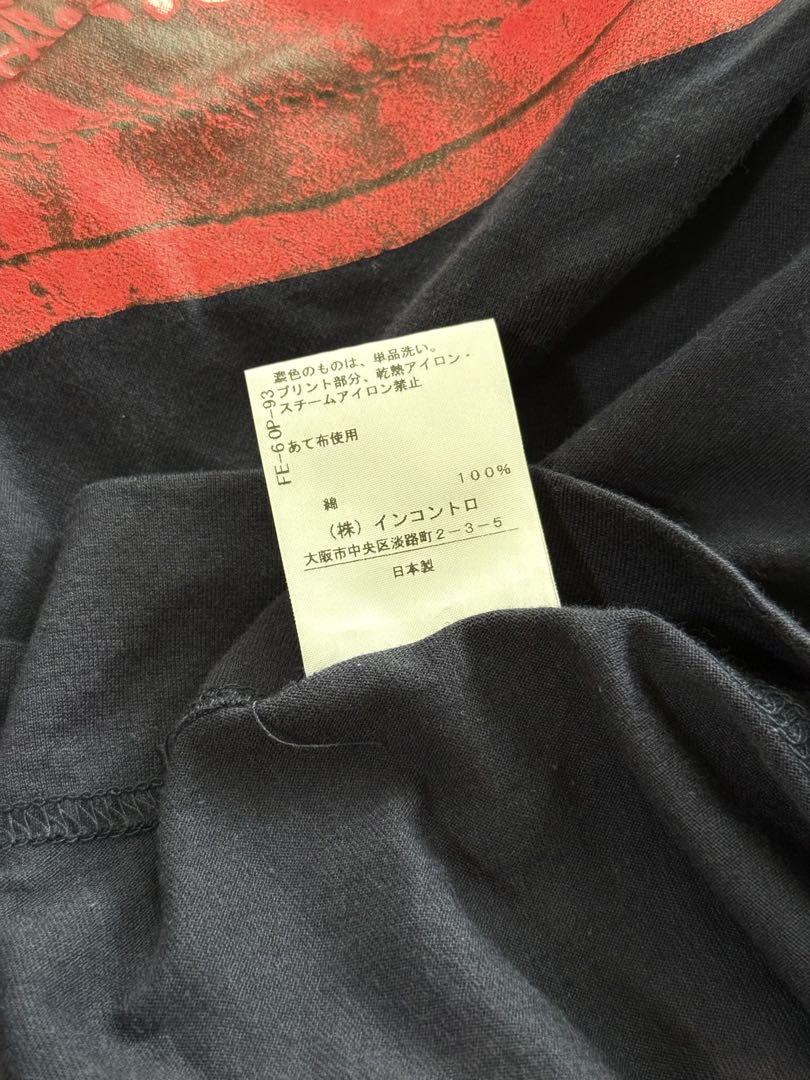 濃色のものは、単品洗い。
プリント部分、乾熱アイロン・
スチームアイロン禁止
あて布使用
FE-60P-93
綿 100%
(株)インコントロ
大阪市中央区淡路町2-3-5
日本製